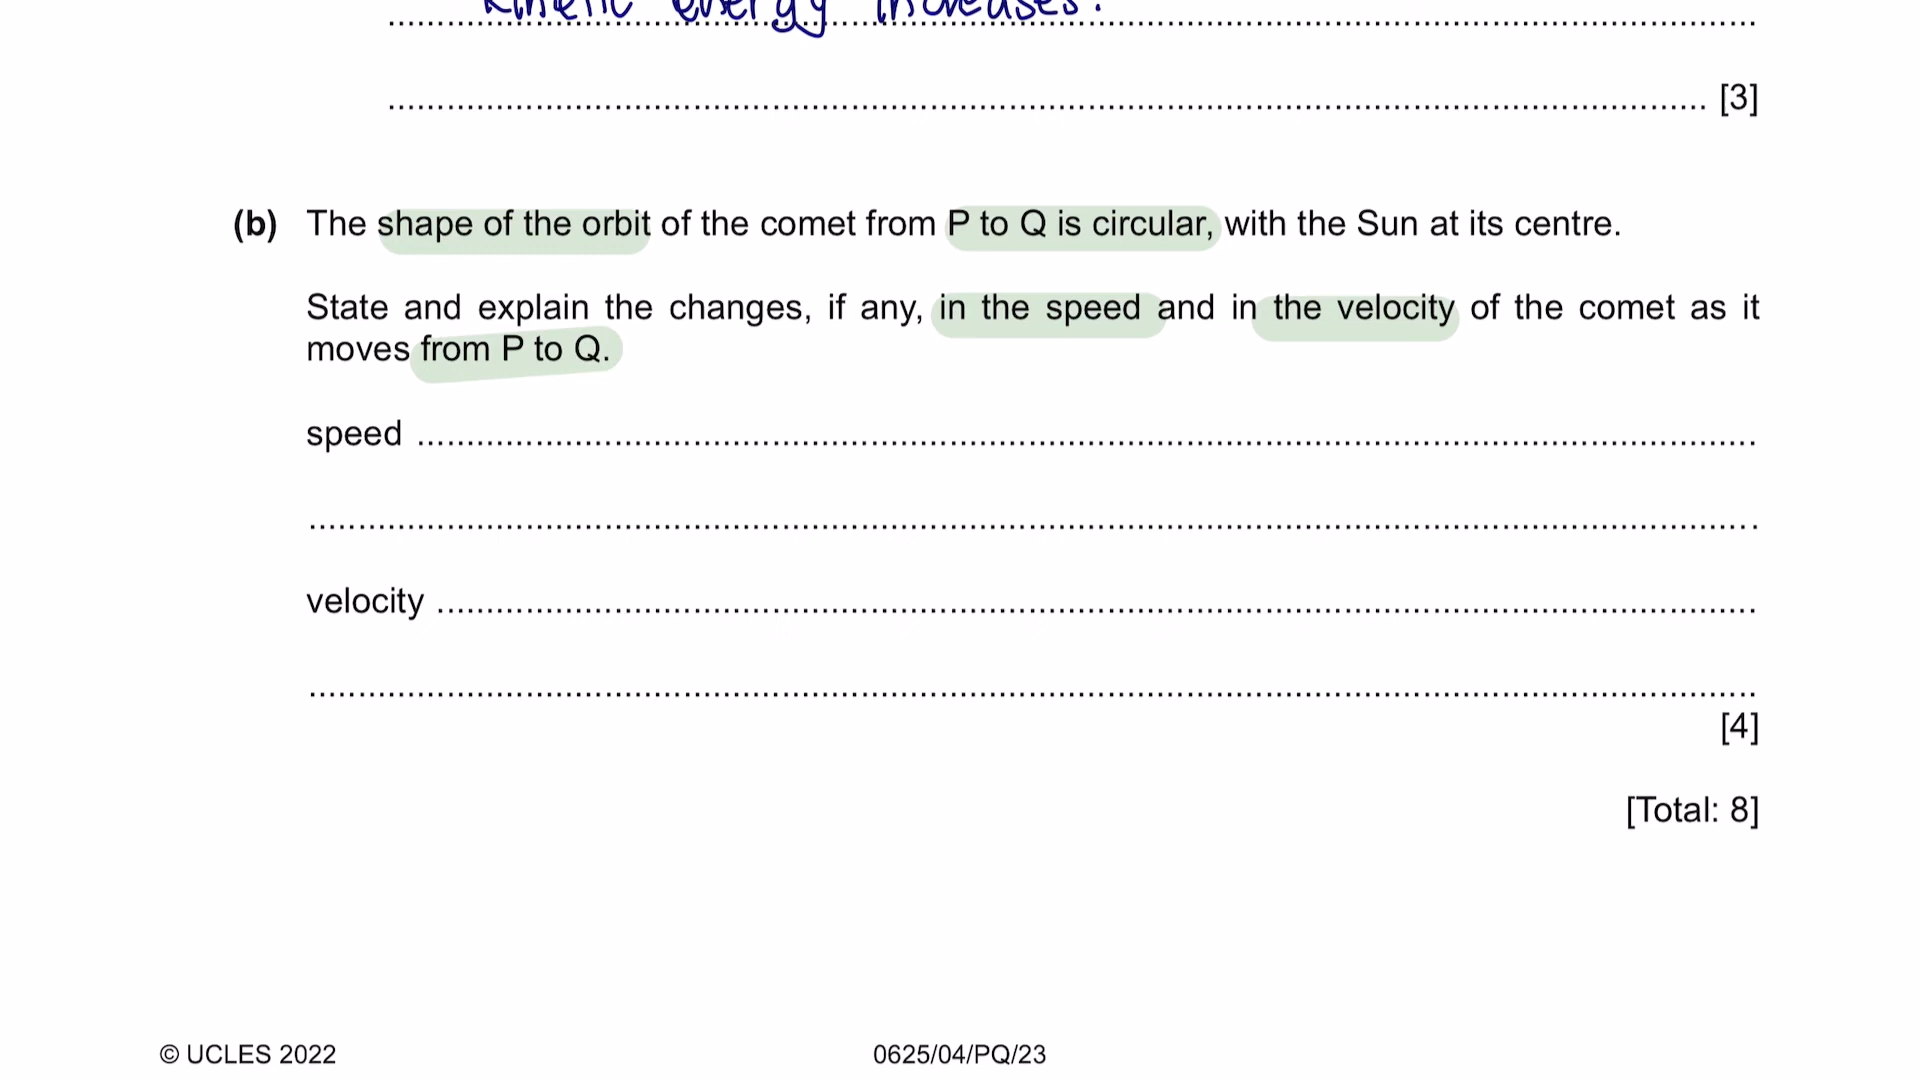 kinetic energy increases.
[3]
(b) The shape of the orbit of the comet from P to Q is circular, with the Sun at its centre.
State and explain the changes, if any, in the speed and in the velocity of the comet as it
moves from P to Q.
speed
velocity
[4]
[Total: 8]
© UCLES 2022 0625/04/PQ/23